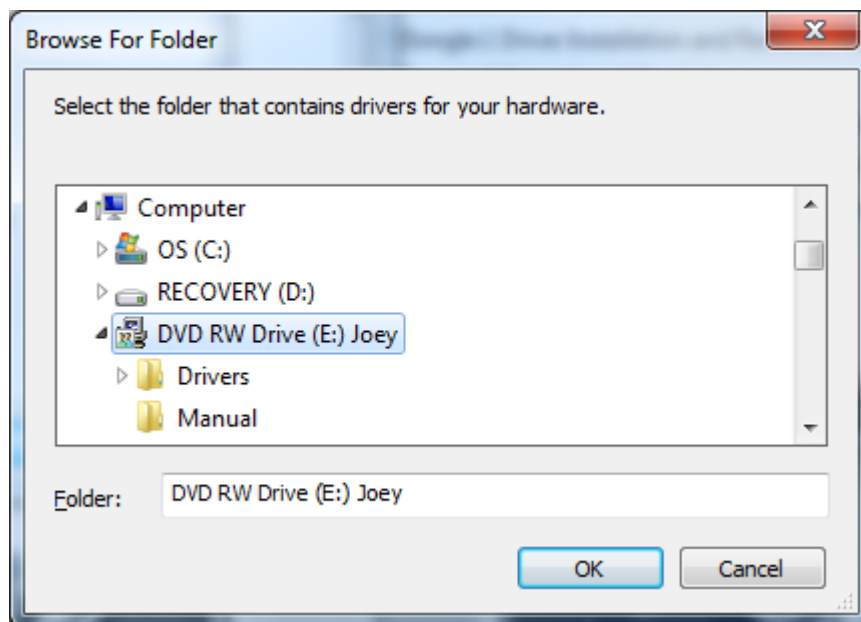 Browse For Folder
Select the folder that contains drivers for your hardware.
Computer
OS (C:)
RECOVERY (D:)
DVD RW Drive (E:) Joey
Drivers
Manual
Folder: DVD RW Drive (E:) Joey
OK Cancel